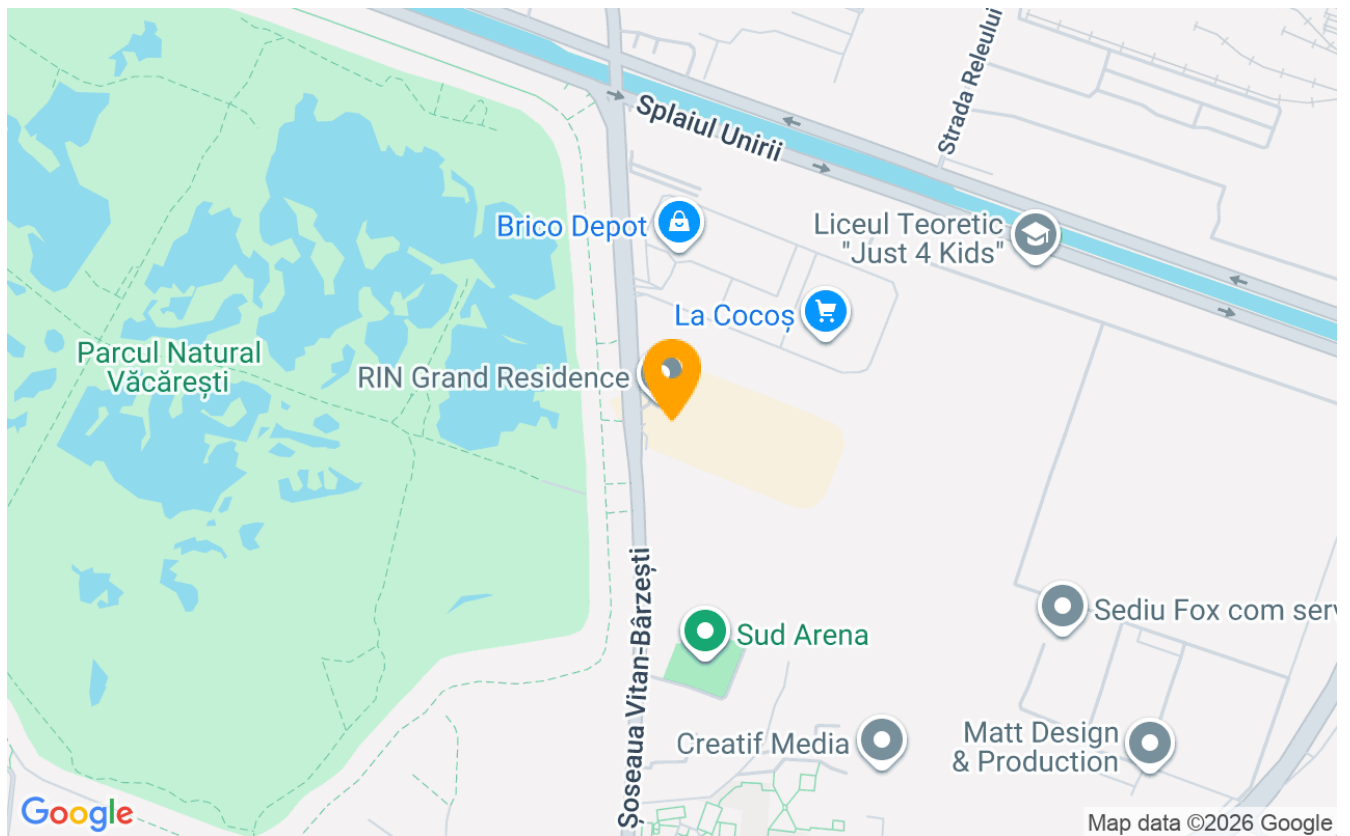 Strada Releului
Splaiul Unirii
Brico Depot
Liceul Teoretic
"Just 4 Kids"
La Cocoș
Parcul Natural
Văcărești
RIN Grand Residence
Șoseaua Vitan-Bârzești
Sediu Fox com serv
Sud Arena
Creatif Media
Matt Design
& Production
Google
Map data ©2026 Google